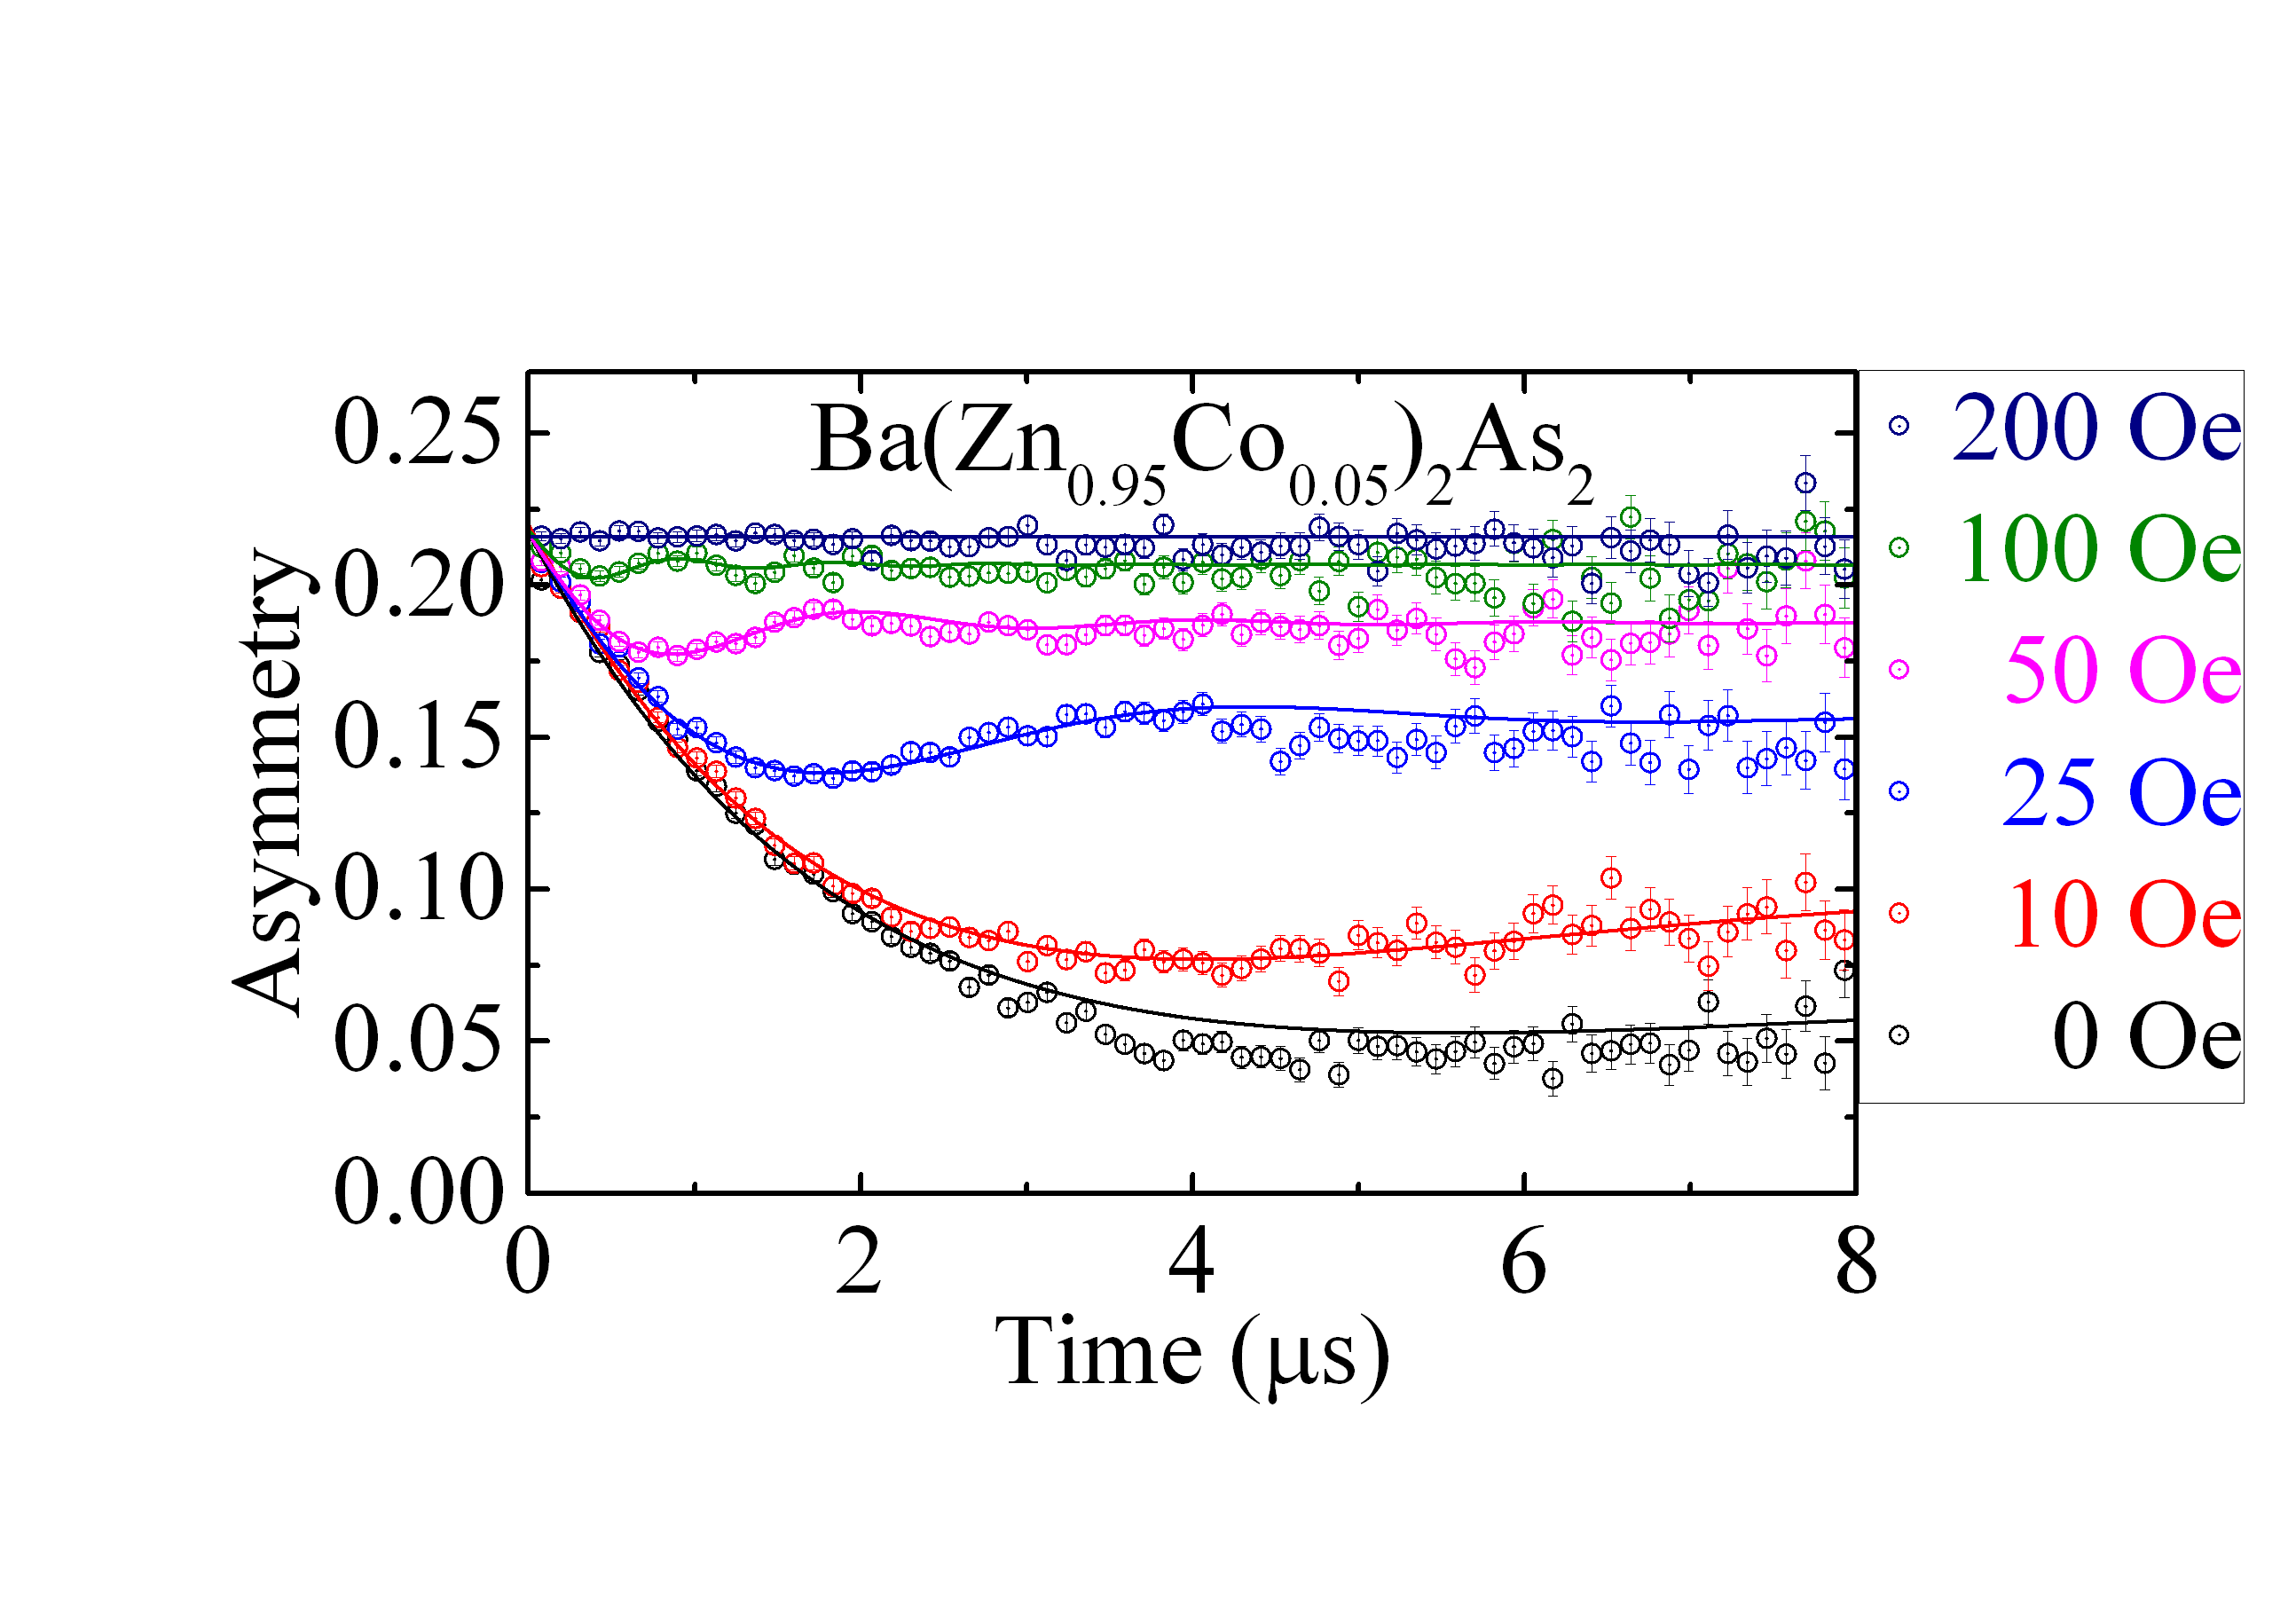 Ba(Zn0.95Co0.05)2As2
0.25
0.20
0.15
0.10
0.05
0.00
Asymmetry
0 2 4 6 8
Time (μs)
200 Oe
100 Oe
50 Oe
25 Oe
10 Oe
0 Oe